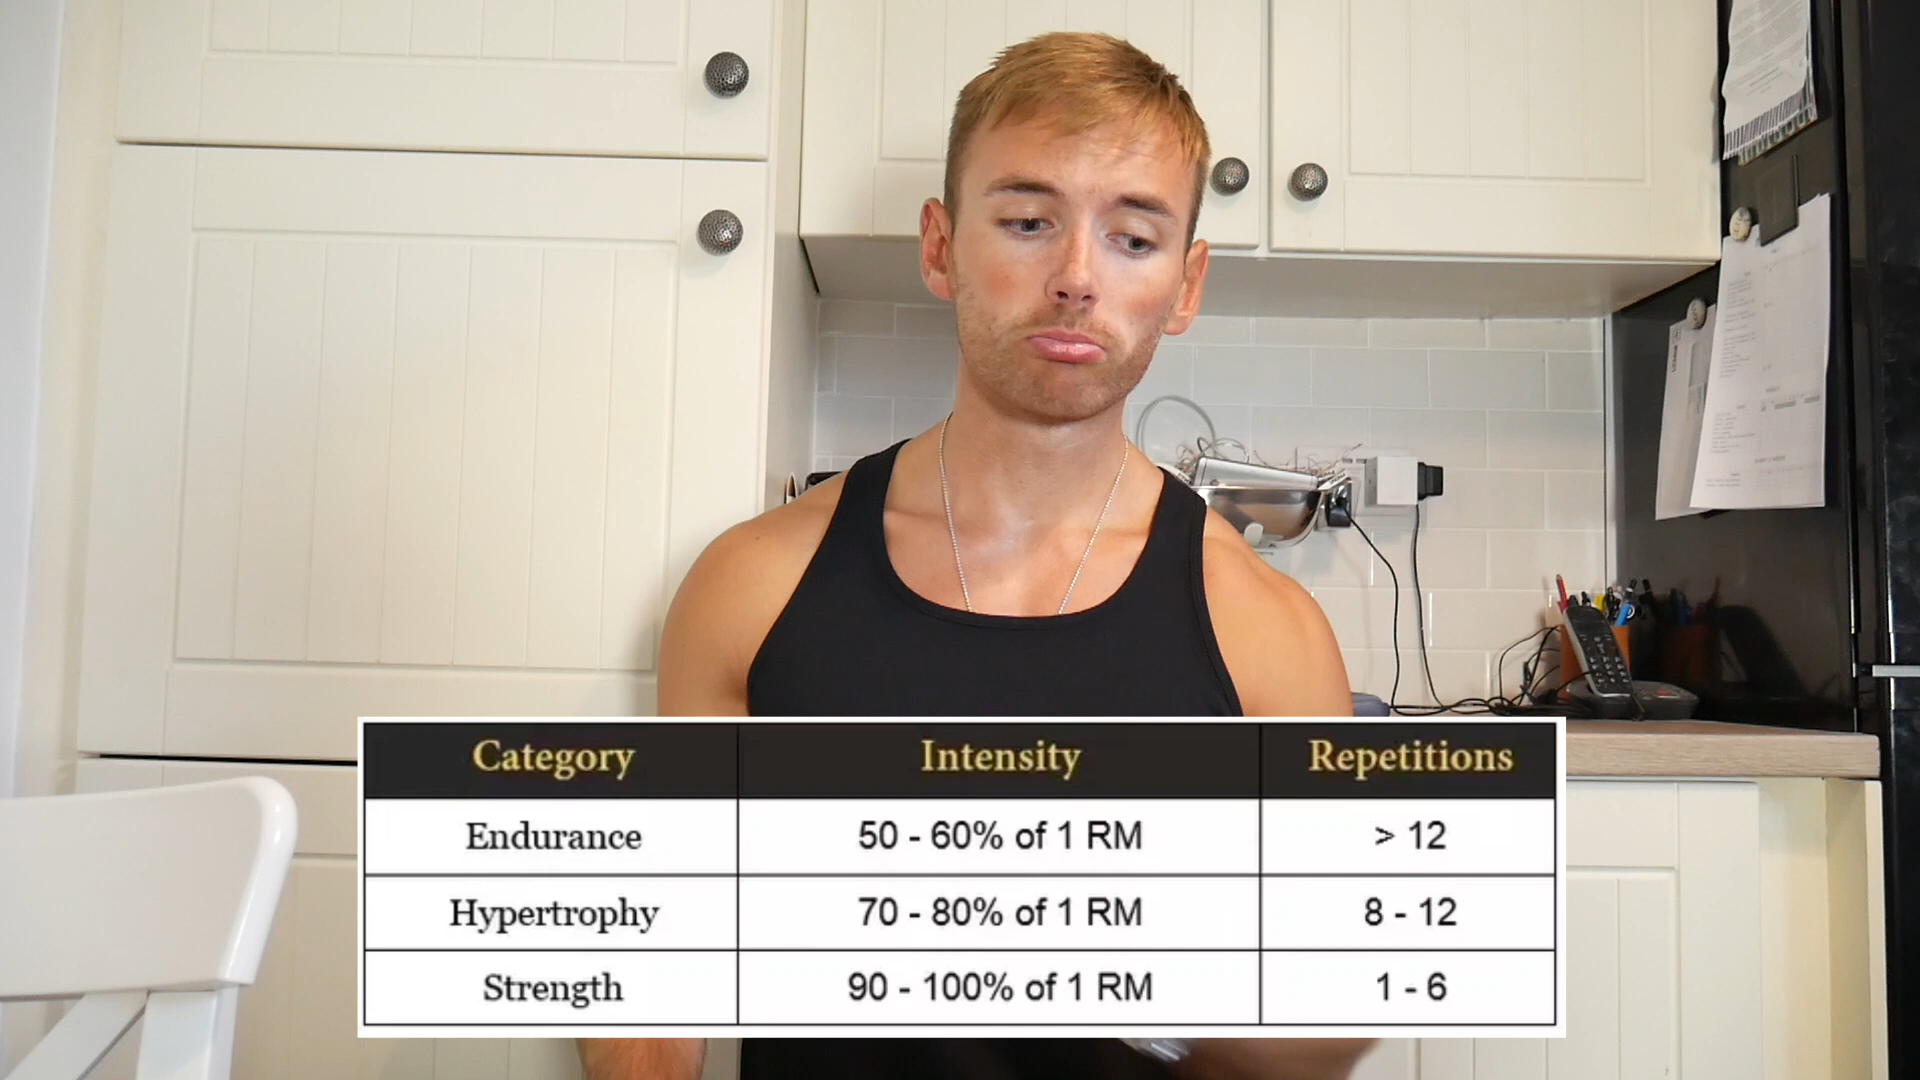 Category Intensity Repetitions
Endurance 50 - 60% of 1 RM > 12
Hypertrophy 70 - 80% of 1 RM 8 - 12
Strength 90 - 100% of 1 RM 1 - 6